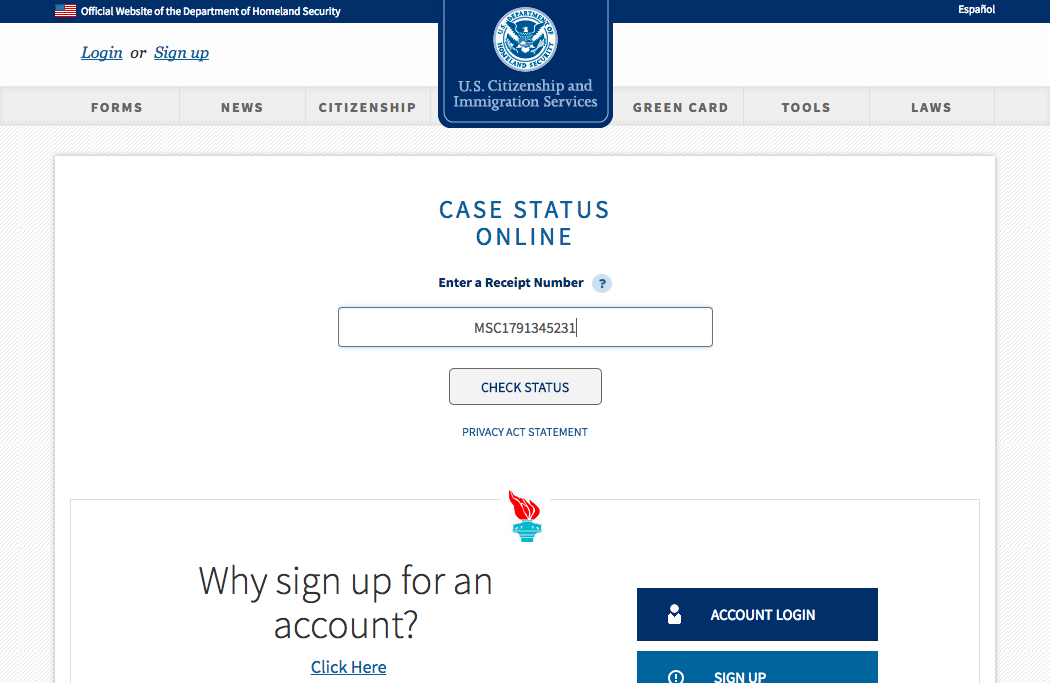 Official Website of the Department of Homeland Security
Español
Login or Sign up
U.S. DEPARTMENT OF HOMELAND SECURITY
U.S. Citizenship and
Immigration Services
FORMS NEWS CITIZENSHIP GREEN CARD TOOLS LAWS
CASE STATUS
ONLINE
Enter a Receipt Number ?
MSC1791345231
CHECK STATUS
PRIVACY ACT STATEMENT
Why sign up for an
account?
Click Here
ACCOUNT LOGIN
SIGN UP